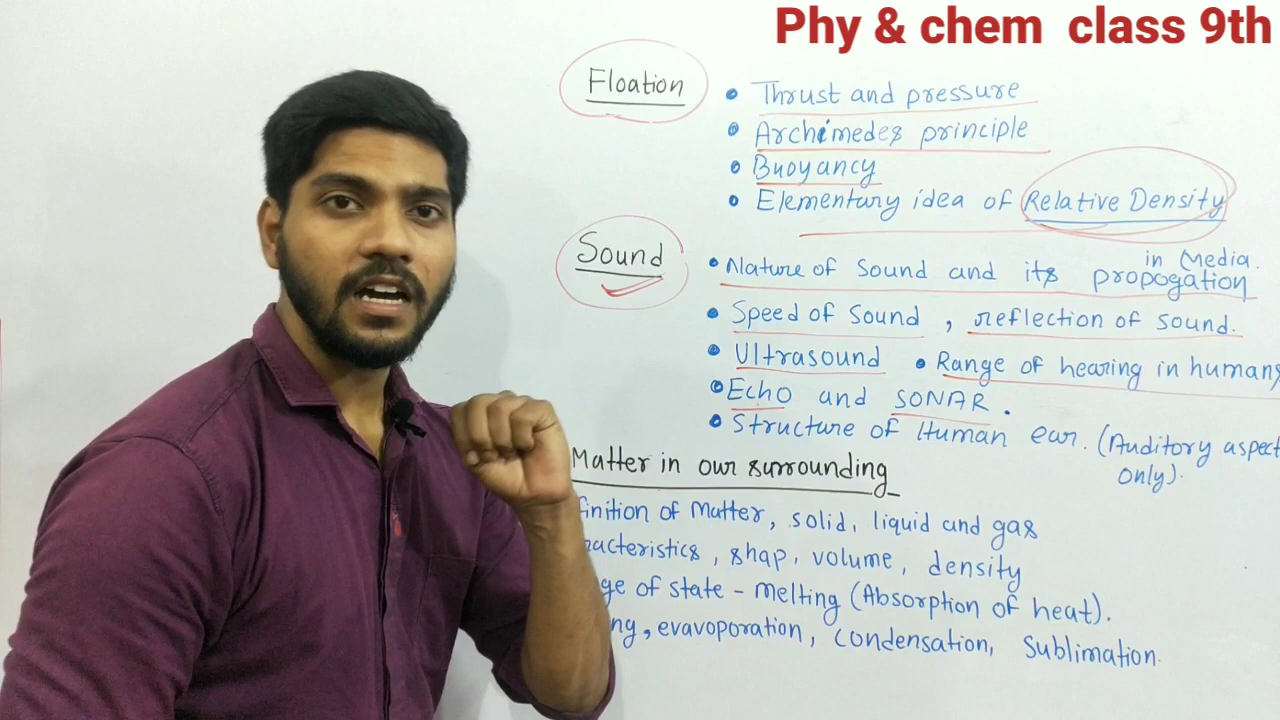 Phy & chem class 9th
Floation
• Thrust and pressure
• Archimedes principle
• Buoyancy
• Elementary idea of Relative Density
Sound
• Nature of Sound and its propogation in Media.
• Speed of Sound , reflection of sound.
• Ultrasound • Range of hearing in humans
• Echo and SONAR.
• Structure of Human ear. (Auditory aspect
only).
Matter in our surrounding
finition of Matter, solid, liquid and gas
racteristics, shap, volume, density
ge of state - melting (Absorption of heat).
ng, evavoporation, condensation, sublimation.